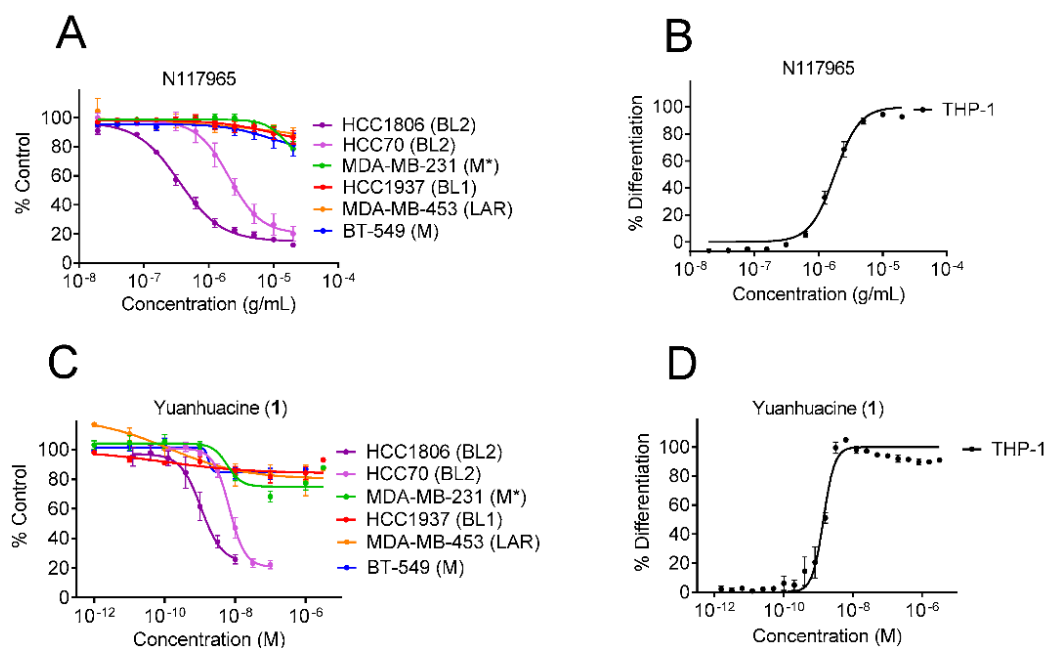 A
N117965
% Control
100
80
60
40
20
0
10-8
10-7
10-6
10-5
10-4
Concentration (g/mL)
HCC1806 (BL2)
HCC70 (BL2)
MDA-MB-231 (M*)
HCC1937 (BL1)
MDA-MB-453 (LAR)
BT-549 (M)
B
N117965
% Differentiation
100
80
60
40
20
0
10-8
10-7
10-6
10-5
10-4
Concentration (g/mL)
THP-1
C
Yuanhuacine (1)
% Control
100
80
60
40
20
0
10-12
10-10
10-8
10-6
Concentration (M)
HCC1806 (BL2)
HCC70 (BL2)
MDA-MB-231 (M*)
HCC1937 (BL1)
MDA-MB-453 (LAR)
BT-549 (M)
D
Yuanhuacine (1)
% Differentiation
100
80
60
40
20
0
10-12
10-10
10-8
10-6
Concentration (M)
THP-1